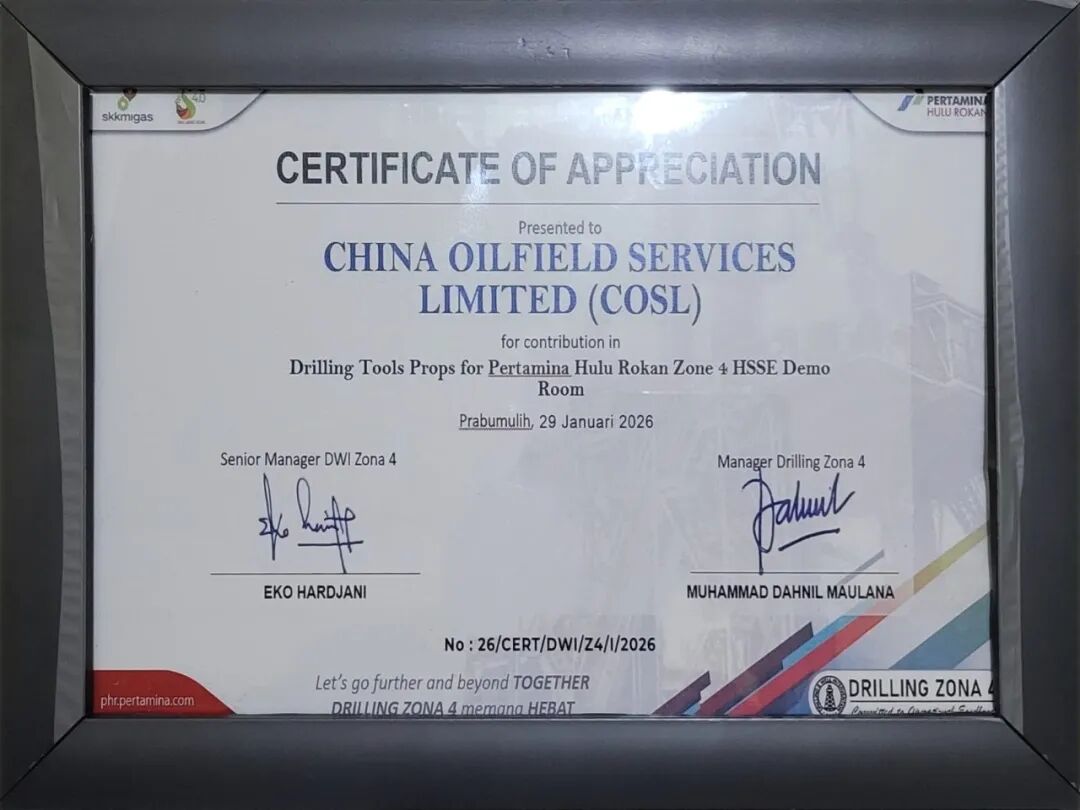 skkmigas
PERTAMINA
HULU ROKAN
CERTIFICATE OF APPRECIATION
Presented to
CHINA OILFIELD SERVICES
LIMITED (COSL)
for contribution in
Drilling Tools Props for Pertamina Hulu Rokan Zone 4 HSSE Demo
Room
Prabumulih, 29 Januari 2026
Senior Manager DWI Zona 4
Manager Drilling Zona 4
Dahnil
EKO HARDJANI
MUHAMMAD DAHNIL MAULANA
No : 26/CERT/DWI/Z4/I/2026
Let's go further and beyond TOGETHER
DRILLING ZONA 4 memang HEBAT
phr.pertamina.com
DRILLING ZONA 4
Committed to